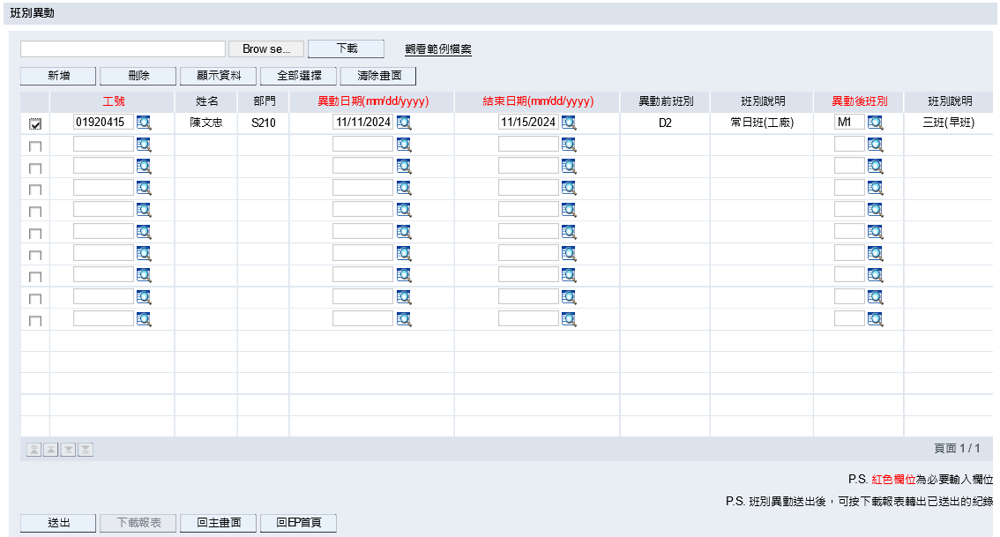 班別異動
Brow se... 下載 觀看範例檔案
新增 刪除 顯示資料 全部選擇 清除畫面
工號 姓名 部門 異動日期(mm/dd/yyyy) 結束日期(mm/dd/yyyy) 異動前班別 班別說明 異動後班別 班別說明
01920415 陳文忠 S210 11/11/2024 11/15/2024 D2 常日班(工廠) M1 三班(早班)
頁面 1 / 1
P.S. 紅色欄位為必要輸入欄位
P.S. 班別異動送出後，可按下載報表轉出已送出的紀錄
送出 下載報表 回主畫面 回EP首頁